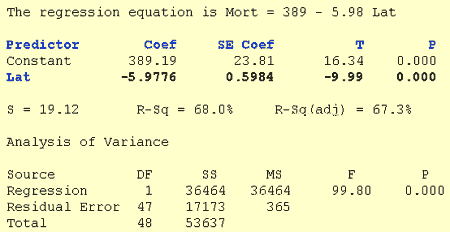 The regression equation is Mort = 389 - 5.98 Lat
Predictor Coef SE Coef T P
Constant 389.19 23.81 16.34 0.000
Lat -5.9776 0.5984 -9.99 0.000
S = 19.12 R-Sq = 68.0% R-Sq(adj) = 67.3%
Analysis of Variance
Source DF SS MS F P
Regression 1 36464 36464 99.80 0.000
Residual Error 47 17173 365
Total 48 53637